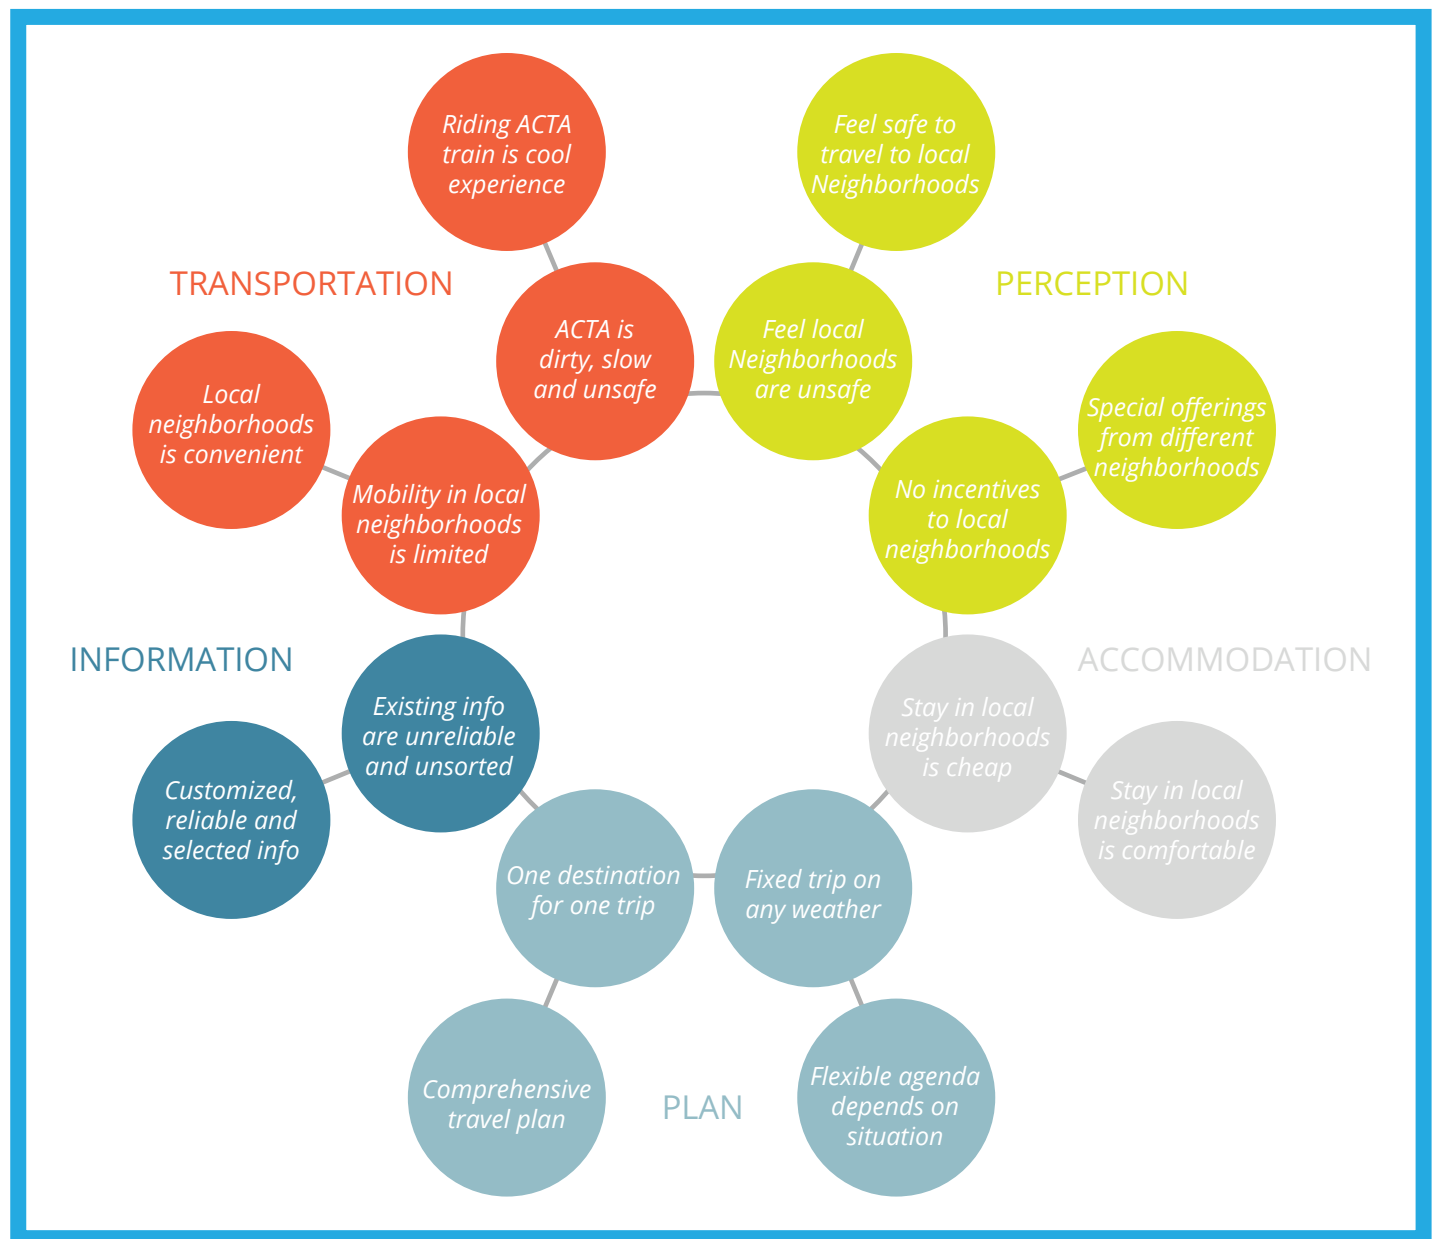 Riding ACTA
train is cool
experience
Feel safe to
travel to local
Neighborhoods
TRANSPORTATION
PERCEPTION
ACTA is
dirty, slow
and unsafe
Feel local
Neighborhoods
are unsafe
Local
neighborhoods
is convenient
Special offerings
from different
neighborhoods
Mobility in local
neighborhoods
is limited
No incentives
to local
neighborhoods
INFORMATION
ACCOMMODATION
Existing info
are unreliable
and unsorted
Stay in local
neighborhoods
is cheap
Customized,
reliable and
selected info
Stay in local
neighborhoods
is comfortable
One destination
for one trip
Fixed trip on
any weather
Comprehensive
travel plan
PLAN
Flexible agenda
depends on
situation